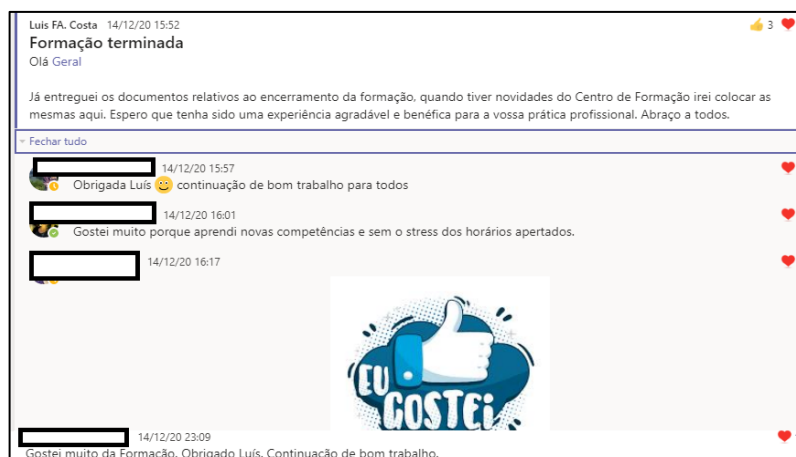 Luis FA. Costa 14/12/20 15:52
3
Formação terminada
Olá Geral
Já entreguei os documentos relativos ao encerramento da formação, quando tiver novidades do Centro de Formação irei colocar as
mesmas aqui. Espero que tenha sido uma experiência agradável e benéfica para a vossa prática profissional. Abraço a todos.
Fechar tudo
14/12/20 15:57
Obrigada Luís continuação de bom trabalho para todos
14/12/20 16:01
Gostei muito porque aprendi novas competências e sem o stress dos horários apertados.
14/12/20 16:17
EU
GOSTEi
14/12/20 23:09
Gostei muito da Formação. Obrigado Luís. Continuação de bom trabalho.